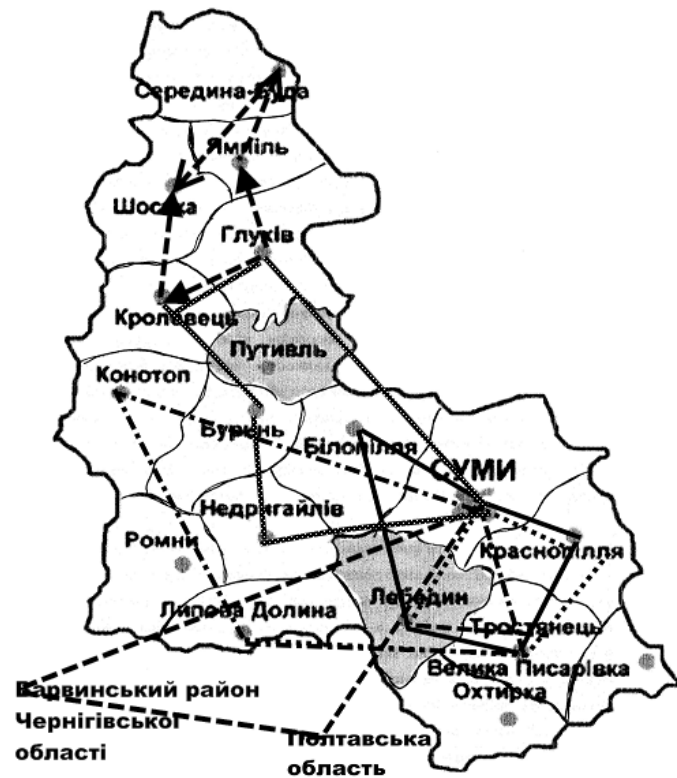 Середина-Буда
Ямпіль
Шостка
Глухів
Кролевець
Путивль
Конотоп
Буринь
Білопілля
СУМИ
Недригайлів
Краснопілля
Ромни
Лебедин
Липова Долина
Тростянець
Велика Писарівка
Охтирка
Варвинський район
Чернігівської
області
Полтавська
область